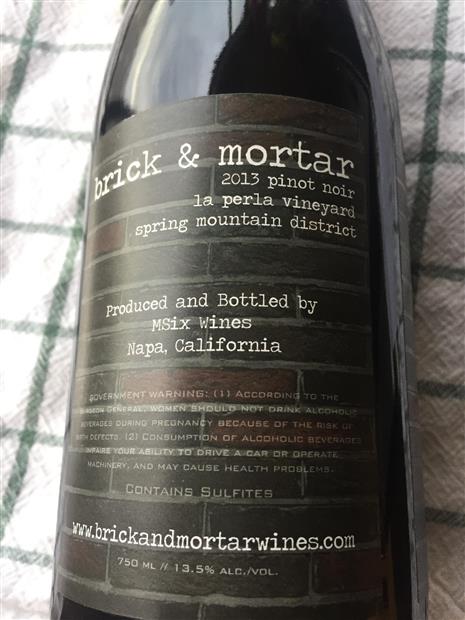 brick & mortar
2013 pinot noir
la perla vineyard
spring mountain district
Produced and Bottled by
MSix Wines
Napa, California
GOVERNMENT WARNING: (1) ACCORDING TO THE
SURGEON GENERAL, WOMEN SHOULD NOT DRINK ALCOHOLIC
BEVERAGES DURING PREGNANCY BECAUSE OF THE RISK OF
BIRTH DEFECTS. (2) CONSUMPTION OF ALCOHOLIC BEVERAGES
IMPAIRS YOUR ABILITY TO DRIVE A CAR OR OPERATE
MACHINERY, AND MAY CAUSE HEALTH PROBLEMS.
CONTAINS SULFITES
www.brickandmortarwines.com
750 ML // 13.5% ALC./VOL.